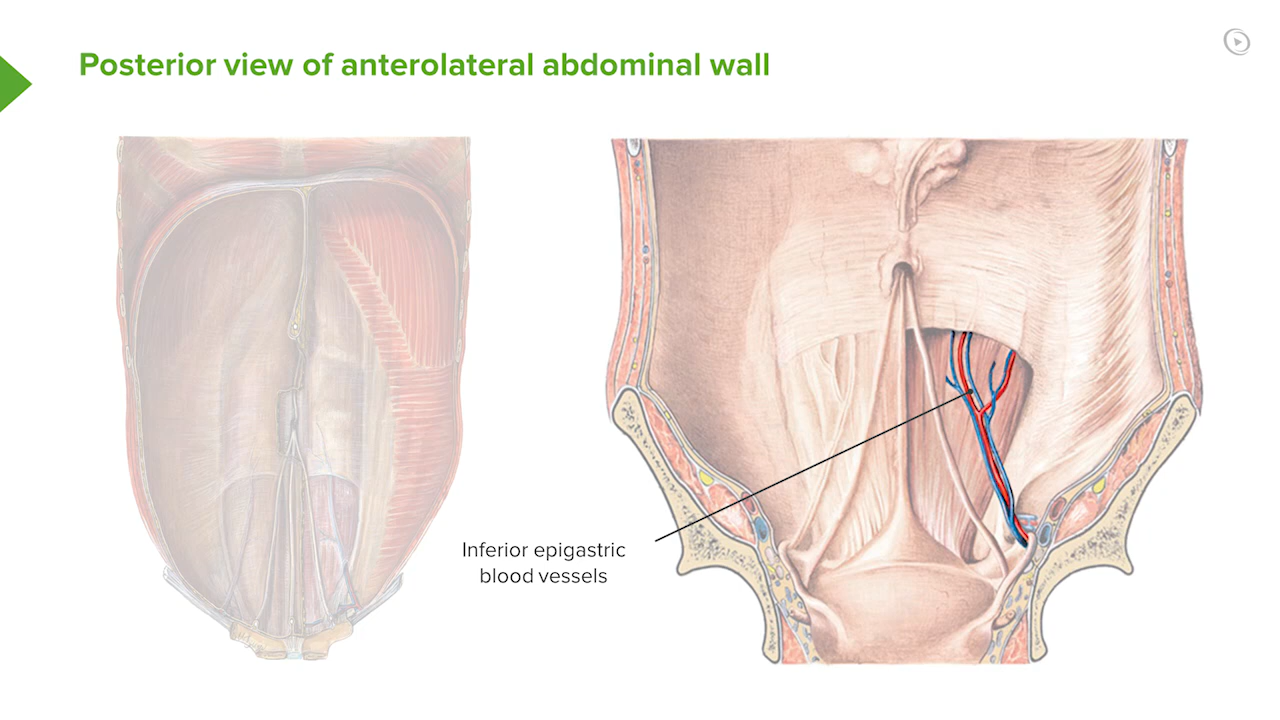 Posterior view of anterolateral abdominal wall
Inferior epigastric
blood vessels